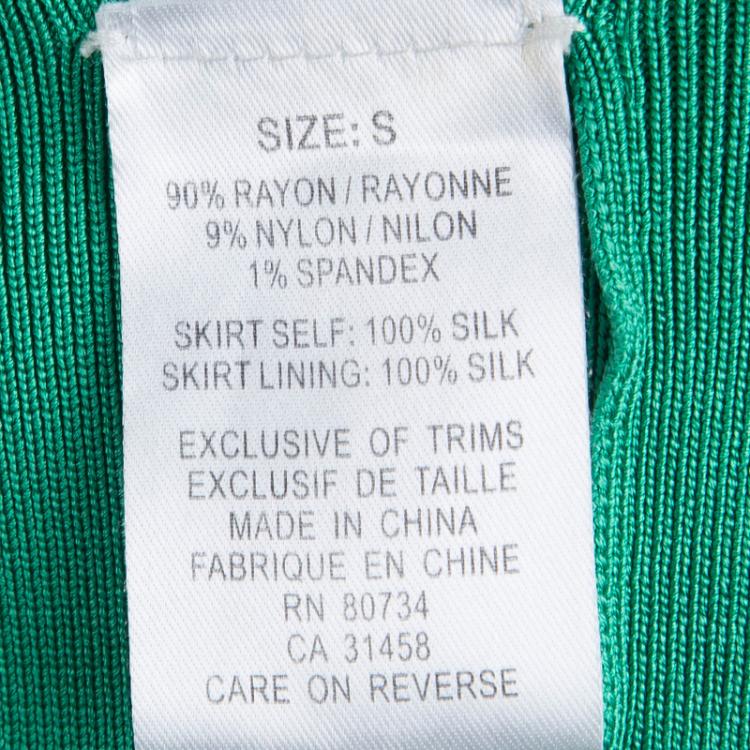 SIZE: S
90% RAYON / RAYONNE
9% NYLON / NILON
1% SPANDEX
SKIRT SELF: 100% SILK
SKIRT LINING: 100% SILK
EXCLUSIVE OF TRIMS
EXCLUSIF DE TAILLE
MADE IN CHINA
FABRIQUE EN CHINE
RN 80734
CA 31458
CARE ON REVERSE